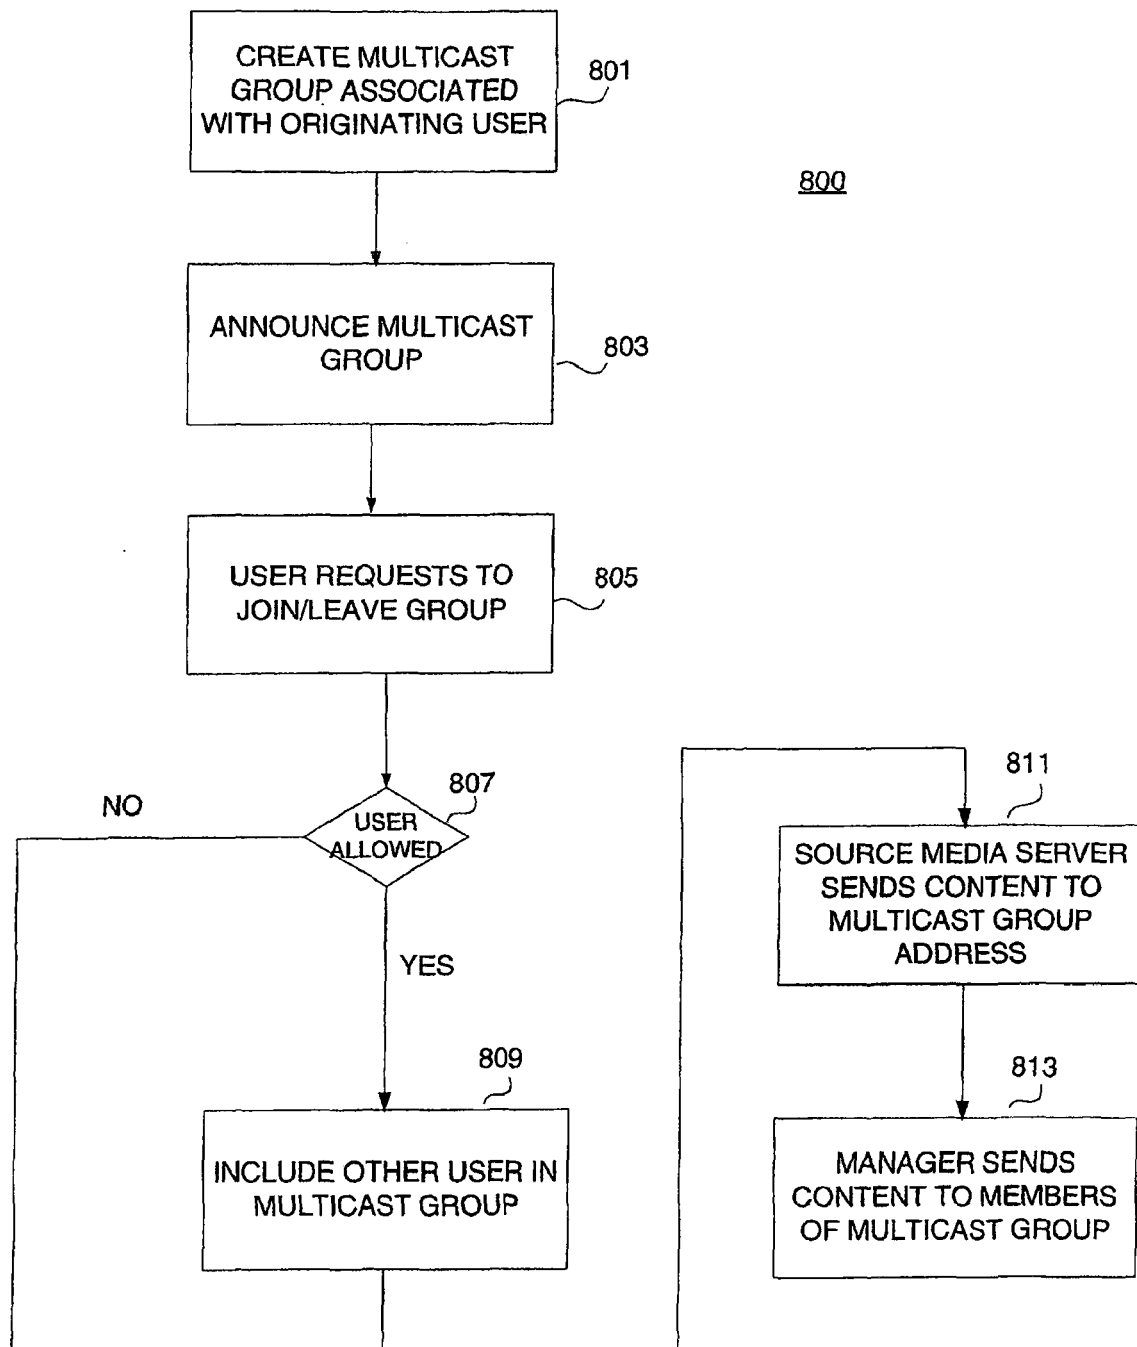 CREATE MULTICAST
GROUP ASSOCIATED
WITH ORIGINATING USER
801
800
ANNOUNCE MULTICAST
GROUP
803
USER REQUESTS TO
JOIN/LEAVE GROUP
805
807
NO
USER
ALLOWED
YES
809
INCLUDE OTHER USER IN
MULTICAST GROUP
811
SOURCE MEDIA SERVER
SENDS CONTENT TO
MULTICAST GROUP
ADDRESS
813
MANAGER SENDS
CONTENT TO MEMBERS
OF MULTICAST GROUP